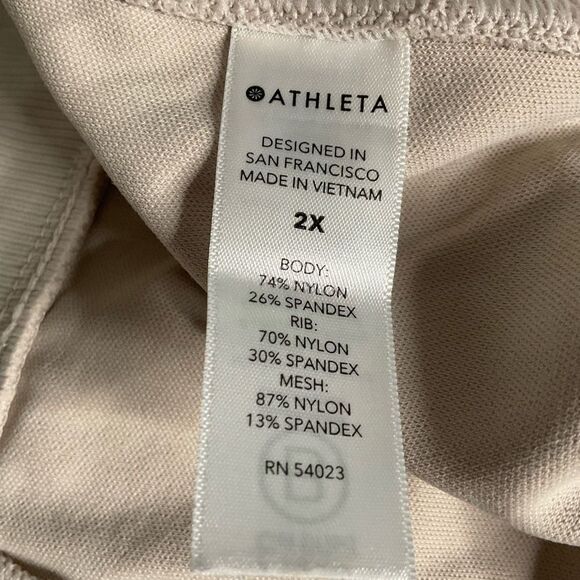 ATHLETA
DESIGNED IN
SAN FRANCISCO
MADE IN VIETNAM
2X
BODY:
74% NYLON
26% SPANDEX
RIB:
70% NYLON
30% SPANDEX
MESH:
87% NYLON
13% SPANDEX
RN 54023
B